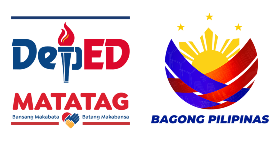 DepED
MATATAG
Bansang Makabata Batang Makabansa
BAGONG PILIPINAS